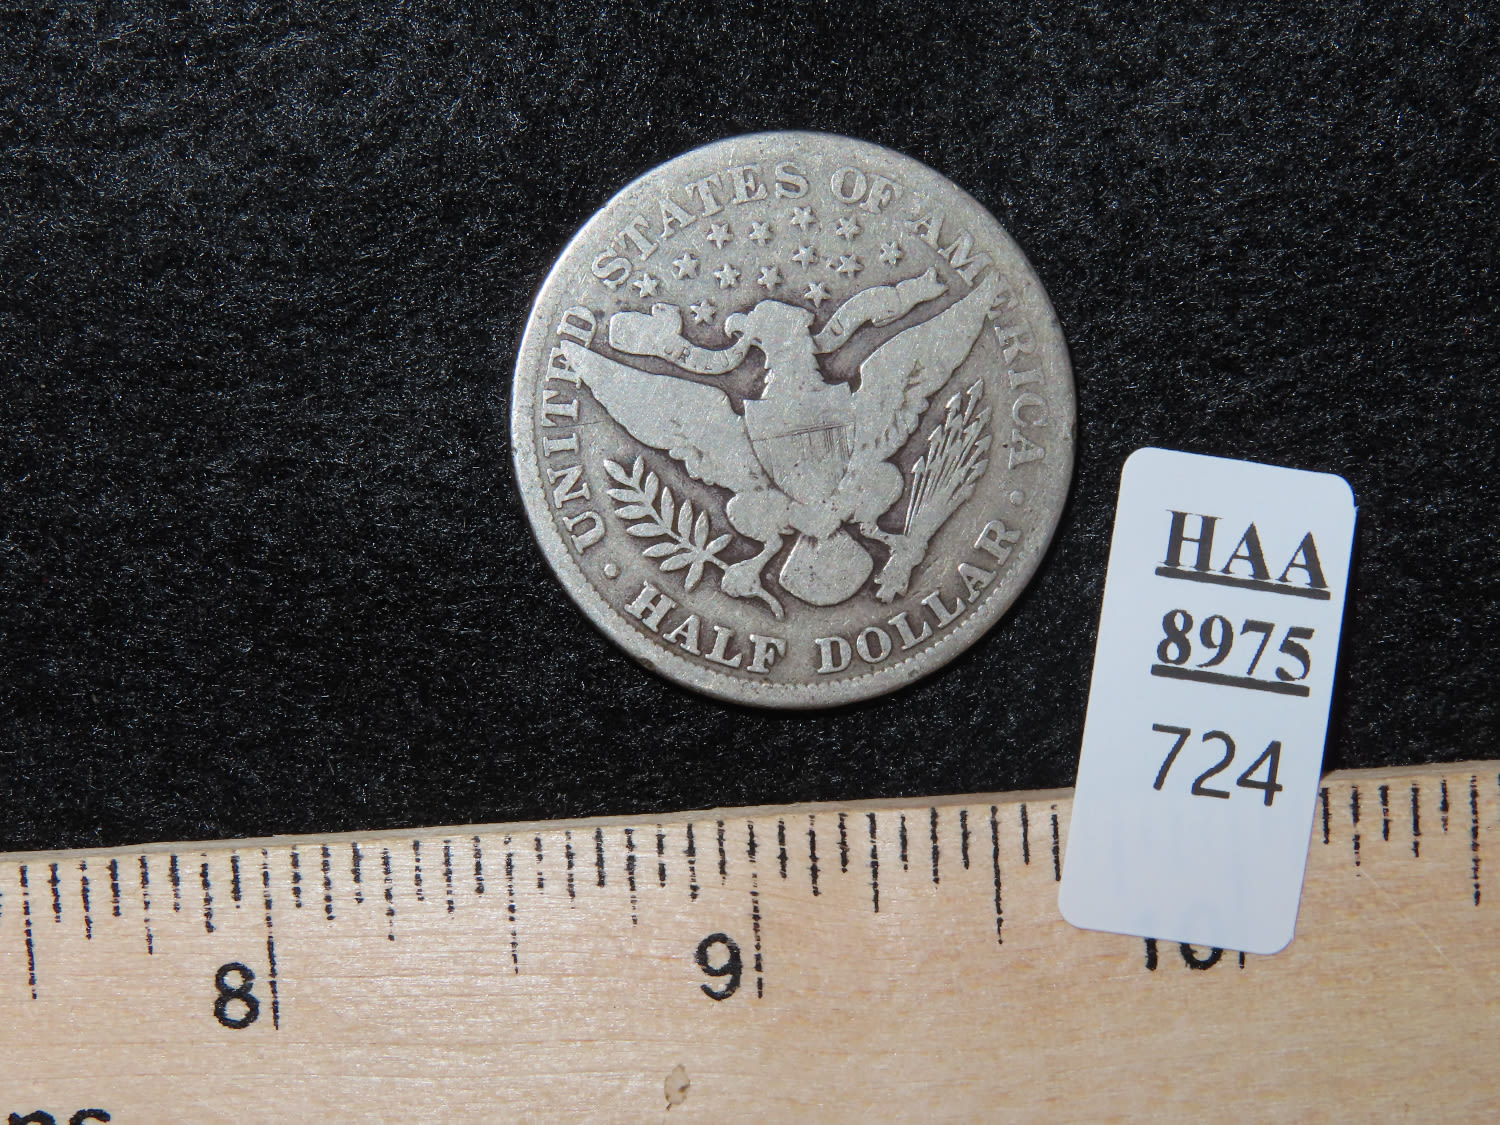 UNITED STATES OF AMERICA
· HALF DOLLAR ·
HAA
8975
724
8
9
10